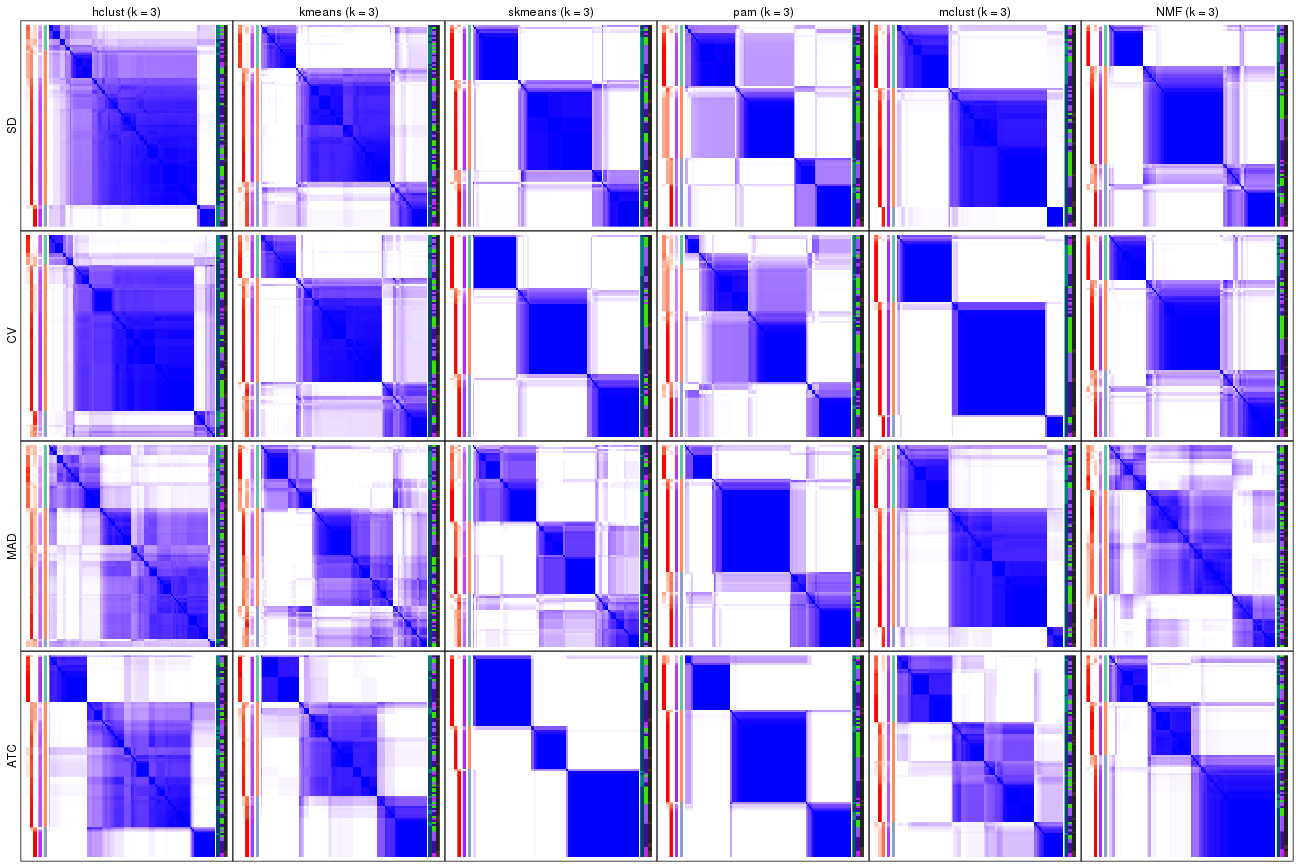 hclust (k = 3) kmeans (k = 3) skmeans (k = 3) pam (k = 3) mclust (k = 3) NMF (k = 3)
SD
CV
MAD
ATC